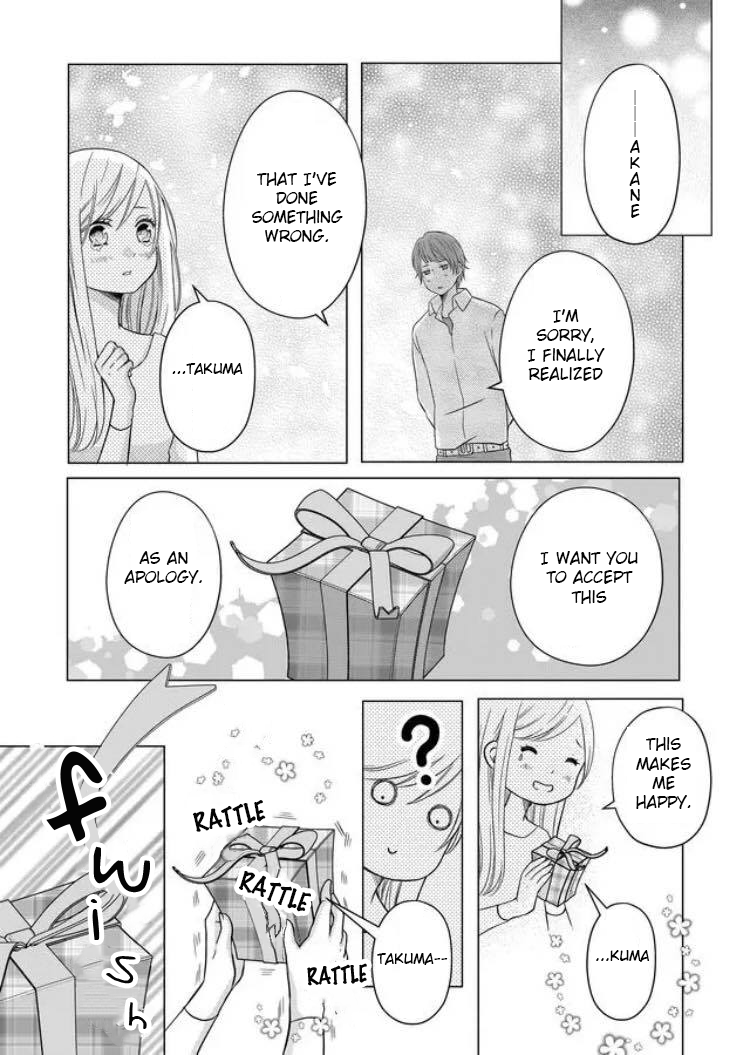 ——AKANE
I'M
SORRY,
I FINALLY
REALIZED
THAT I'VE
DONE
SOMETHING
WRONG.
...TAKUMA
I WANT YOU
TO ACCEPT
THIS
AS AN
APOLOGY.
THIS
MAKES
ME
HAPPY.
...KUMA
?
TAKUMA--
RATTLE
RATTLE
RATTLE
fwish